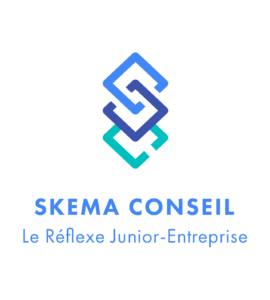 SKEMA CONSEIL
Le Réflexe Junior-Entreprise